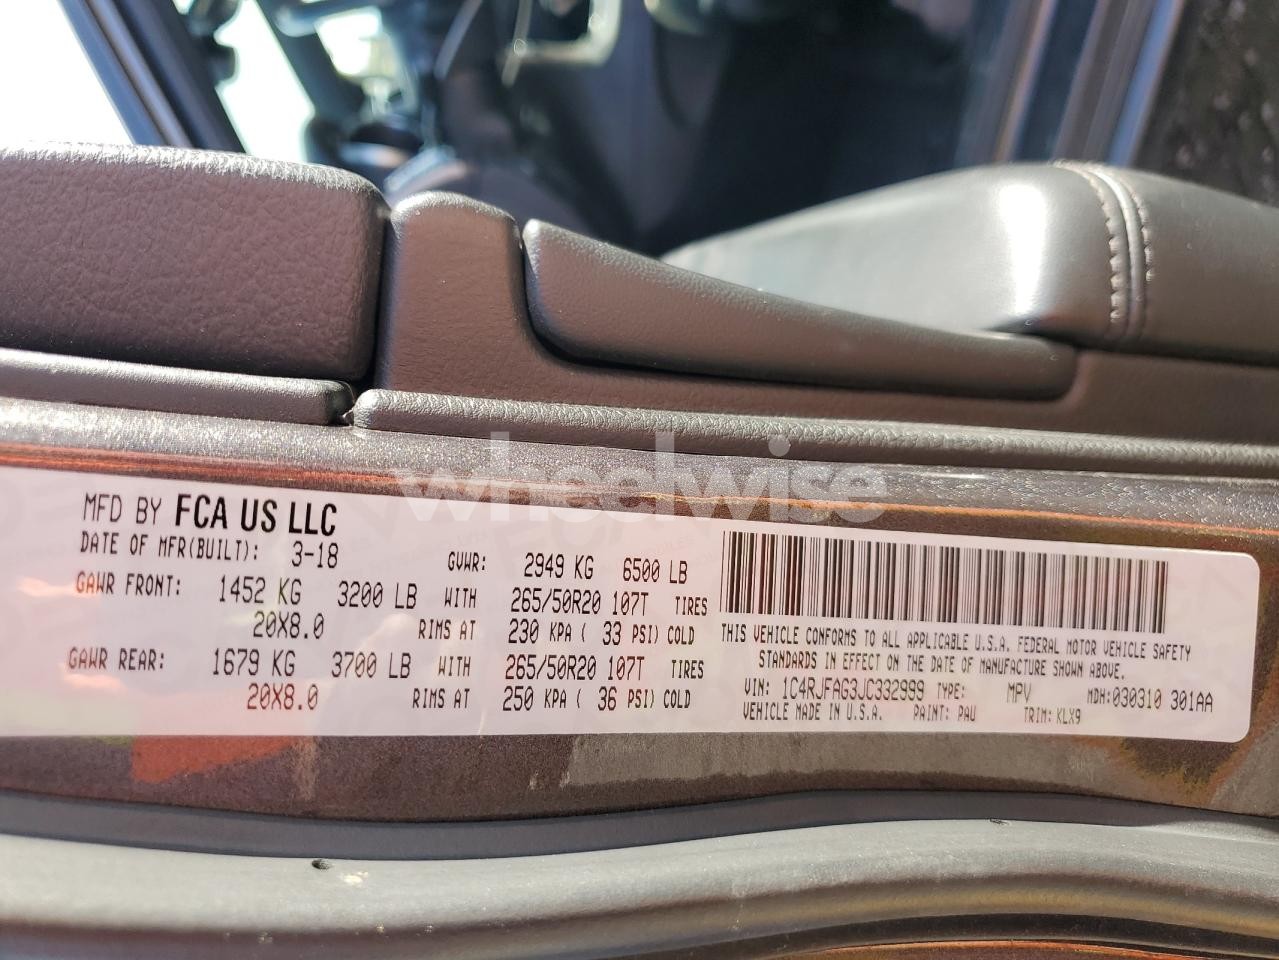 wheelwise
MFD BY FCA US LLC
DATE OF MFR(BUILT): 3-18 GVWR: 2949 KG 6500 LB
GAWR FRONT: 1452 KG 3200 LB WITH 265/50R20 107T TIRES
20X8.0 RIMS AT 230 KPA ( 33 PSI) COLD
GAWR REAR: 1679 KG 3700 LB WITH 265/50R20 107T TIRES
20X8.0 RIMS AT 250 KPA ( 36 PSI) COLD
THIS VEHICLE CONFORMS TO ALL APPLICABLE U.S.A. FEDERAL MOTOR VEHICLE SAFETY
STANDARDS IN EFFECT ON THE DATE OF MANUFACTURE SHOWN ABOVE.
VIN: 1C4RJFAG3JC332999 TYPE: MPV MDH:030310 301AA
VEHICLE MADE IN U.S.A. PAINT: PAU TRIM: KLX9